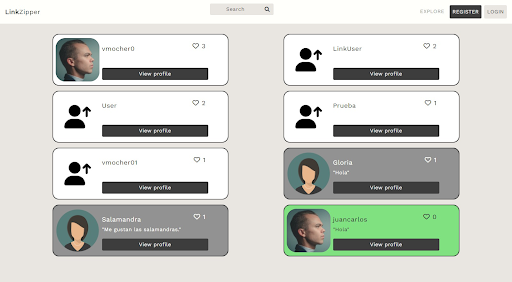 LinkZipper
Search
EXPLORE
REGISTER
LOGIN
vmocher0
3
View profile
LinkUser
2
View profile
User
2
View profile
Prueba
1
View profile
vmocher01
1
View profile
Gloria
1
"Hola"
View profile
Salamandra
1
"Me gustan las salamandras."
View profile
juancarlos
0
"Hola"
View profile